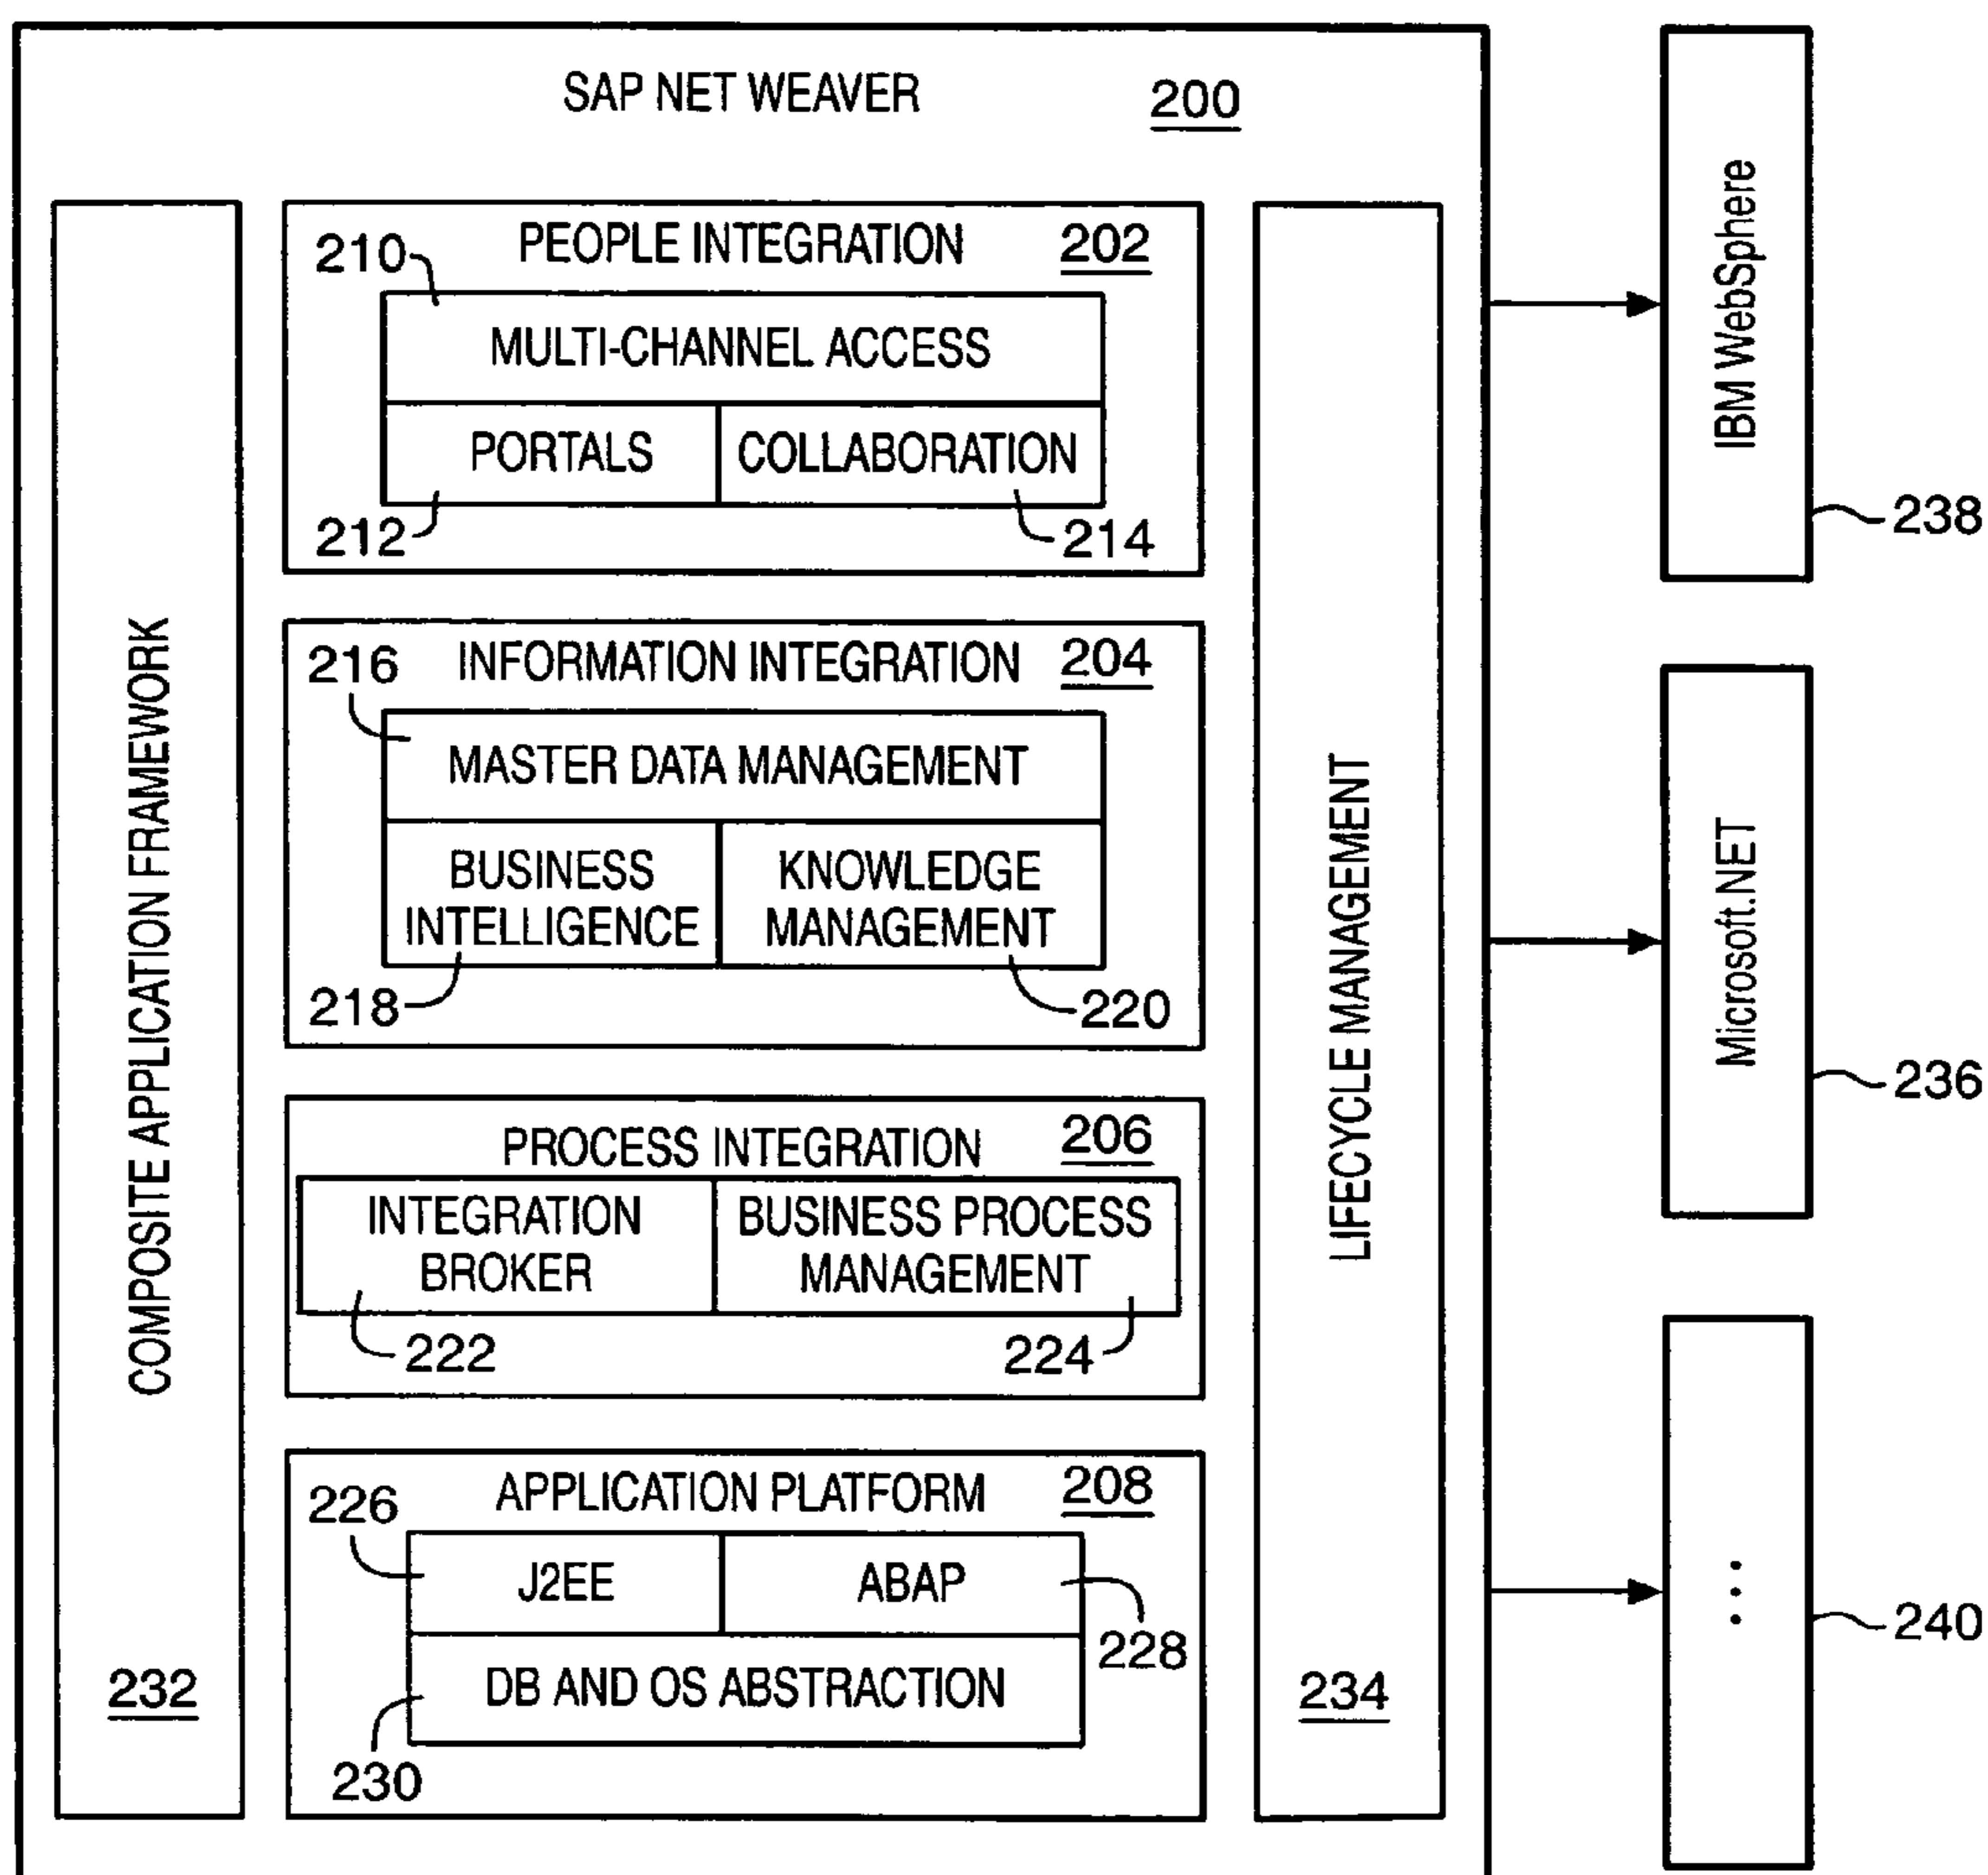 SAP NET WEAVER 200
COMPOSITE APPLICATION FRAMEWORK
232
PEOPLE INTEGRATION 202
210
MULTI-CHANNEL ACCESS
PORTALS COLLABORATION
212 214
INFORMATION INTEGRATION 204
216
MASTER DATA MANAGEMENT
BUSINESS
INTELLIGENCE
KNOWLEDGE
MANAGEMENT
218 220
PROCESS INTEGRATION 206
INTEGRATION
BROKER
BUSINESS PROCESS
MANAGEMENT
222 224
APPLICATION PLATFORM 208
226
J2EE ABAP
228
DB AND OS ABSTRACTION
230
LIFECYCLE MANAGEMENT
234
IBM WebSphere
238
Microsoft.NET
236
...
240